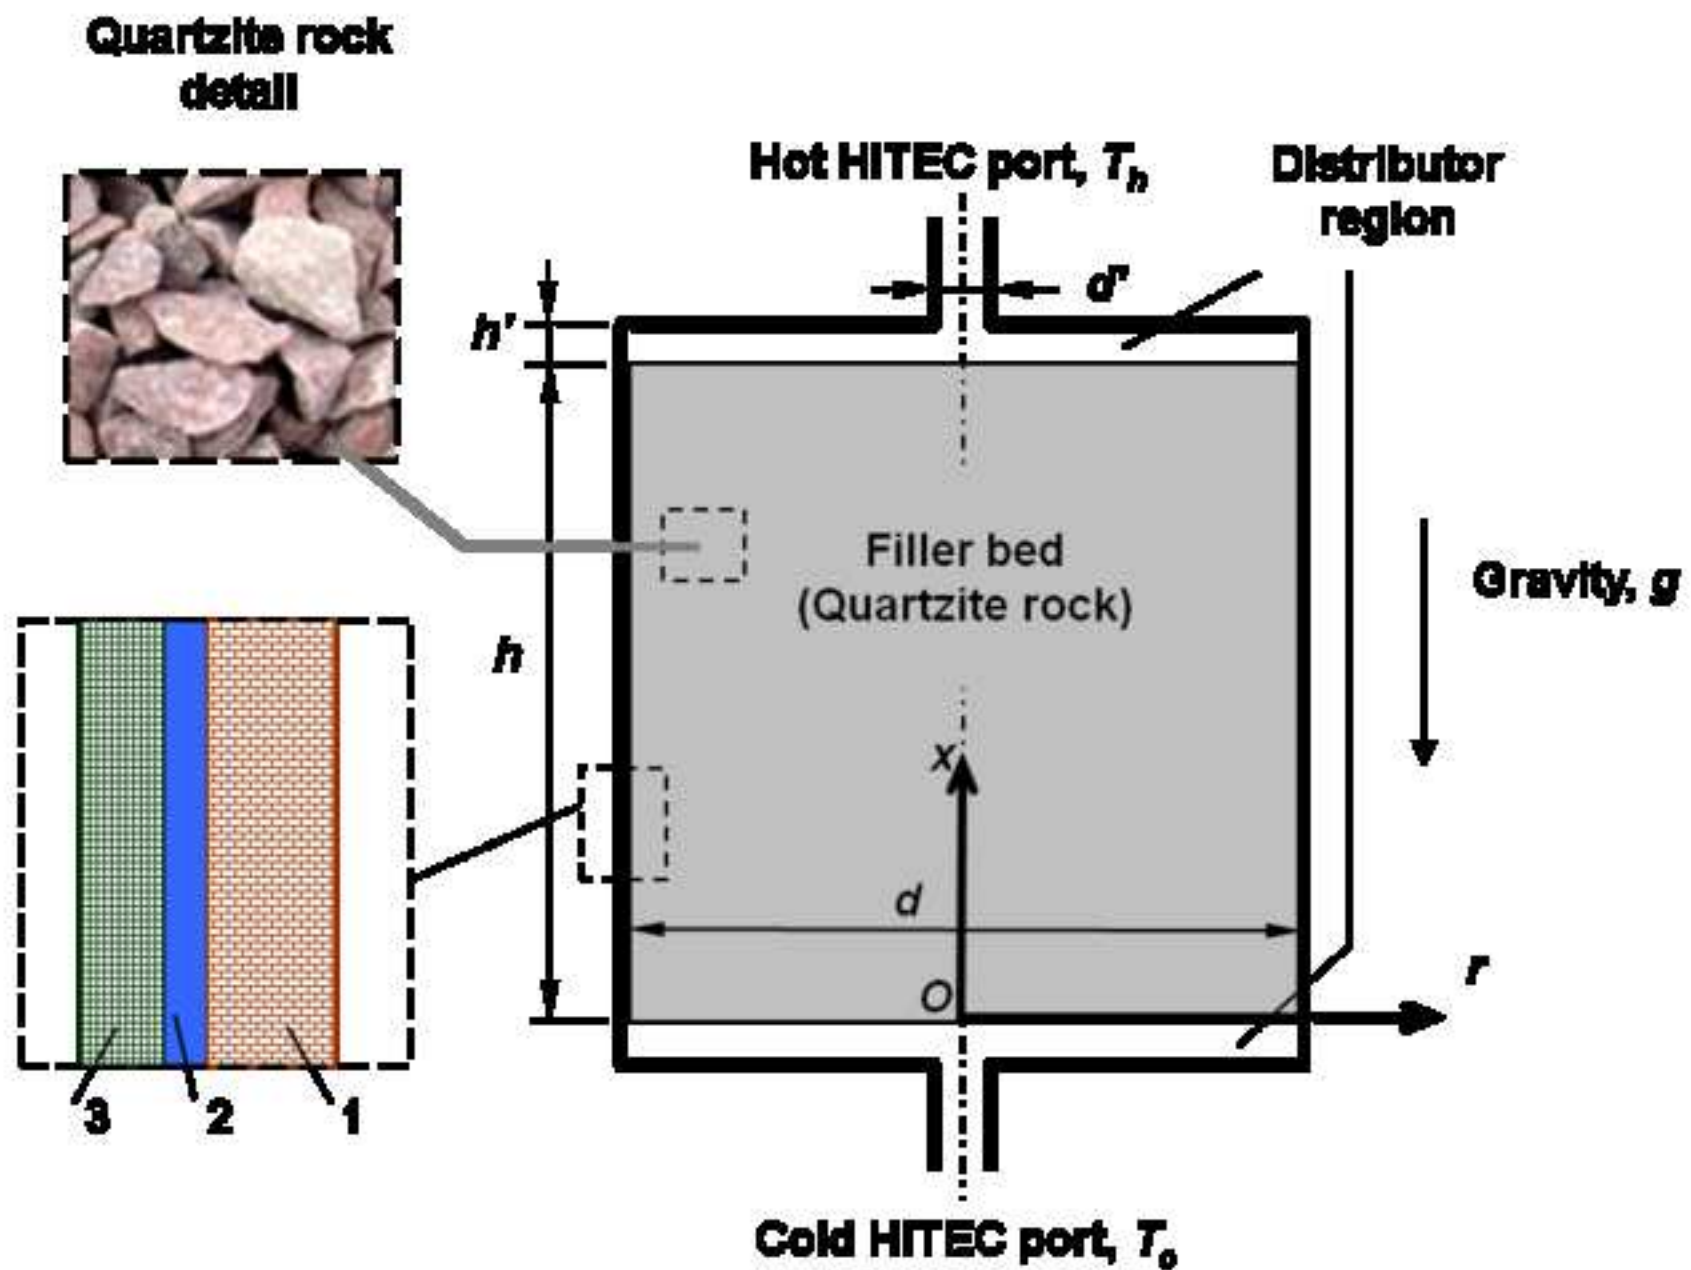 Quartzite rock
detail
Hot HITEC port, Th
Distributor
region
d"
h'
Filler bed
(Quartzite rock)
Gravity, g
h
x
d
O
r
3
2
1
Cold HITEC port, To